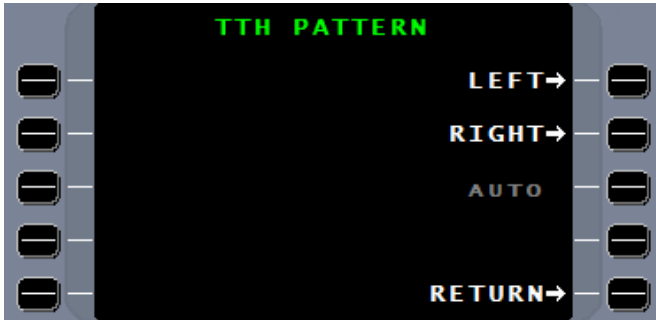 TTH PATTERN
LEFT→
RIGHT→
AUTO
RETURN→